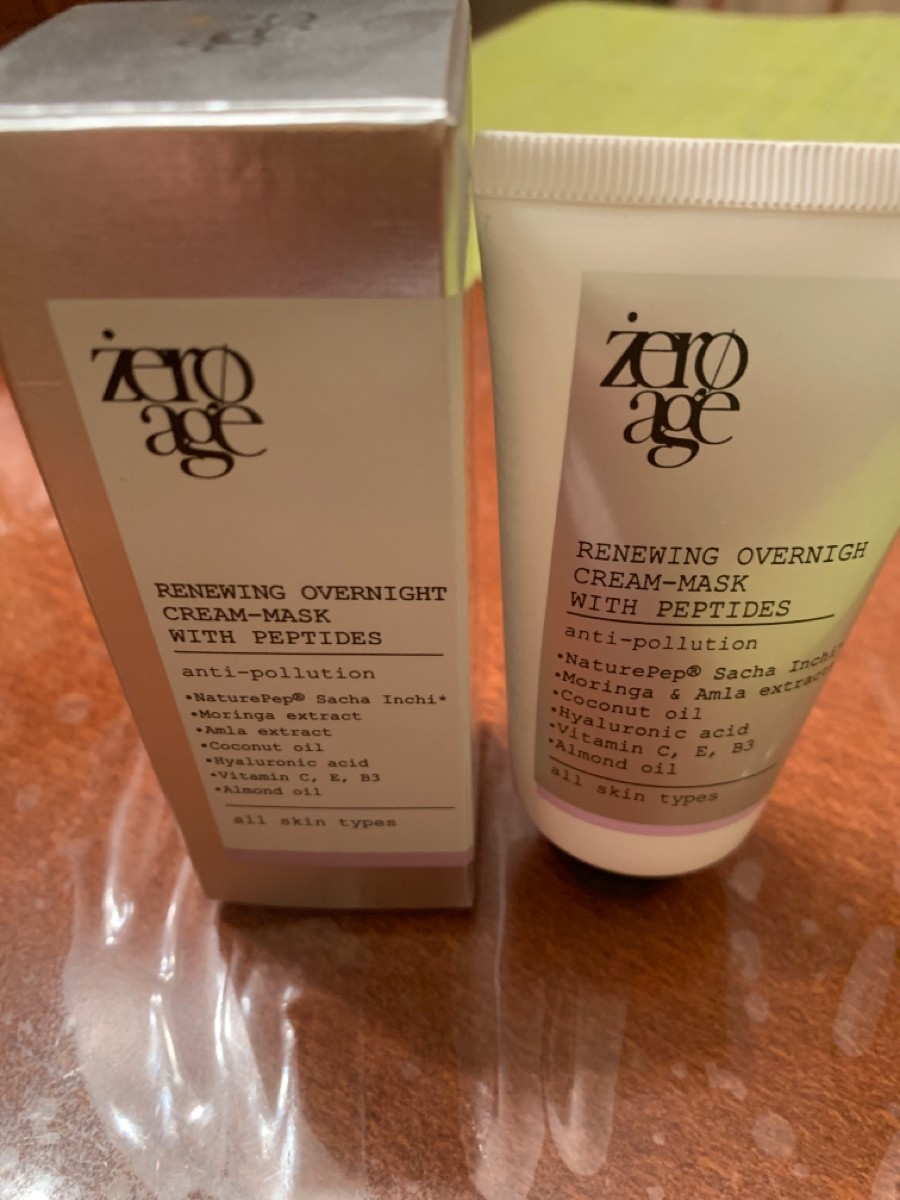 zero
age
RENEWING OVERNIGHT
CREAM-MASK
WITH PEPTIDES
anti-pollution
•NaturePep® Sacha Inchi*
•Moringa extract
•Amla extract
•Coconut oil
•Hyaluronic acid
•Vitamin C, E, B3
•Almond oil
all skin types
zero
age
RENEWING OVERNIGH
CREAM-MASK
WITH PEPTIDES
anti-pollution
•NaturePep® Sacha Inchi*
•Moringa & Amla extract
•Coconut oil
•Hyaluronic acid
•Vitamin C, E, B3
•Almond oil
all skin types